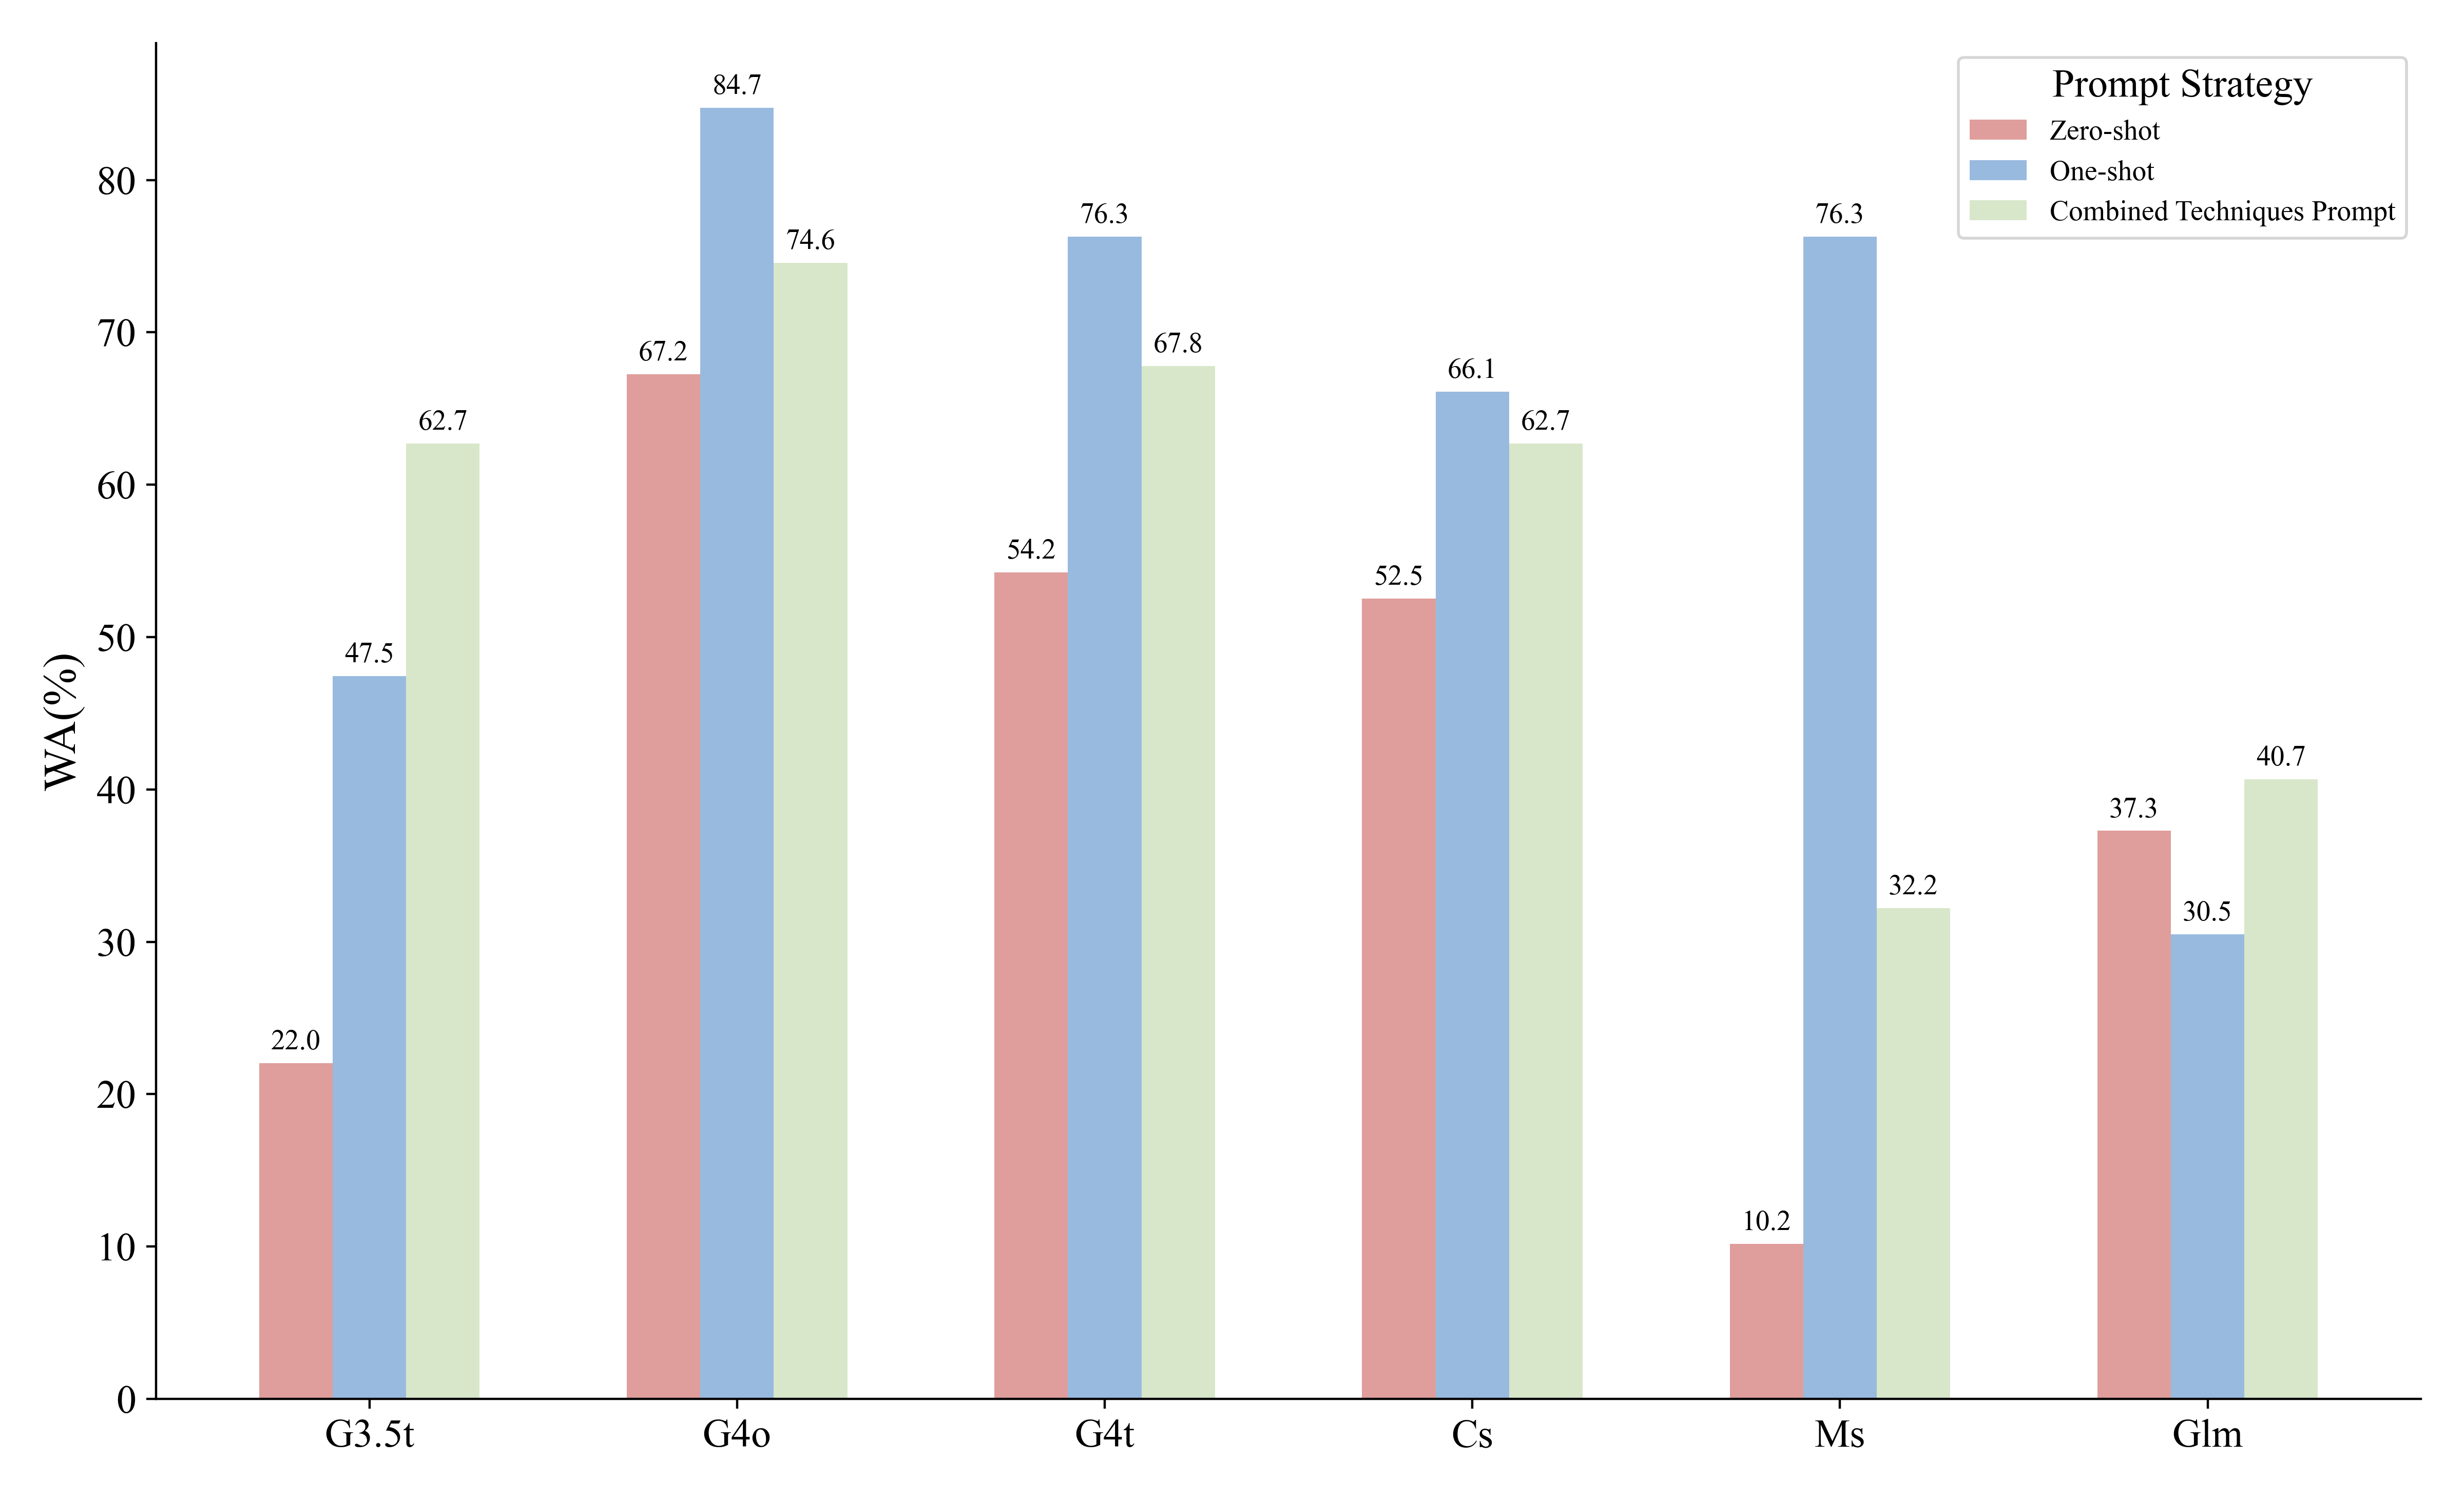 Prompt Strategy
Zero-shot
One-shot
Combined Techniques Prompt
WA(%)
80
70
60
50
40
30
20
10
0
22.0
47.5
62.7
67.2
84.7
74.6
54.2
76.3
67.8
52.5
66.1
62.7
10.2
76.3
32.2
37.3
30.5
40.7
G3.5t
G4o
G4t
Cs
Ms
Glm